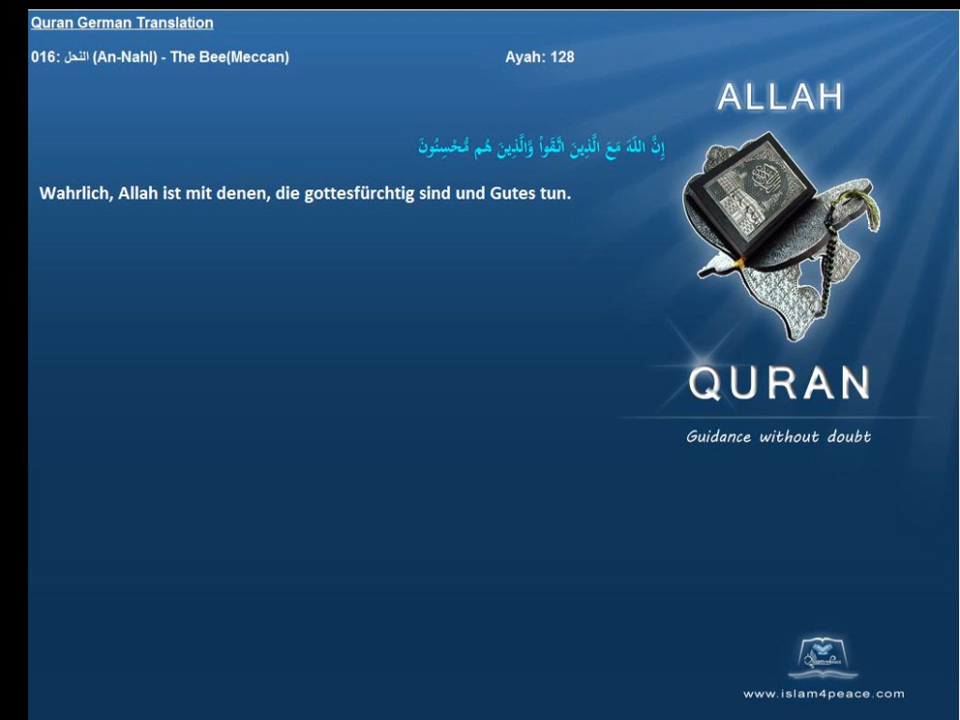 Quran German Translation
016: النحل (An-Nahl) - The Bee(Meccan) Ayah: 128
ALLAH
إِنَّ اللّهَ مَعَ الَّذِينَ اتَّقَواْ وَّالَّذِينَ هُم مُّحْسِنُونَ
Wahrlich, Allah ist mit denen, die gottesfürchtig sind und Gutes tun.
QURAN
Guidance without doubt
www.islam4peace.com